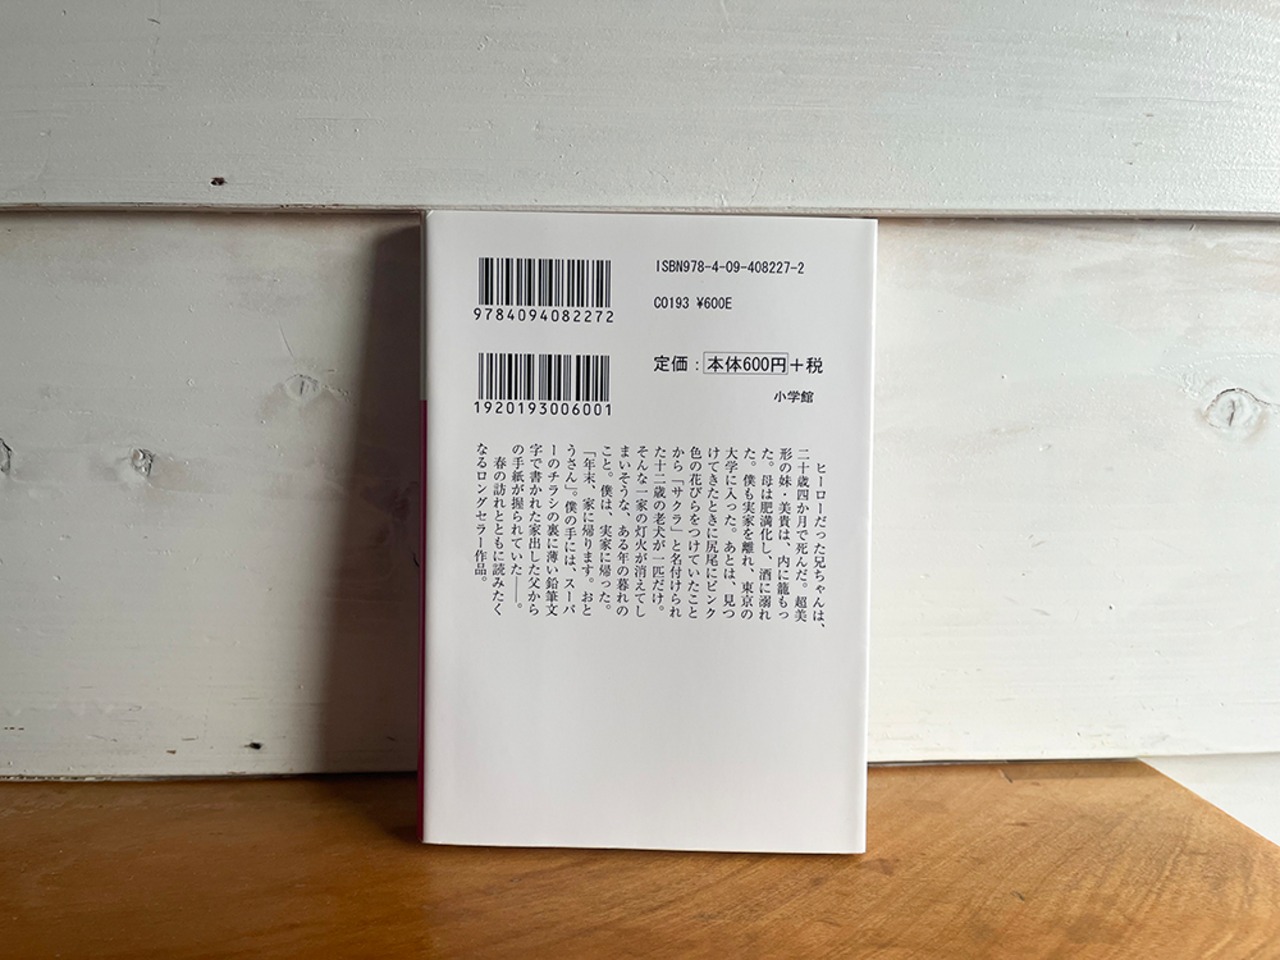 9784094082272
ISBN978-4-09-408227-2
C0193 ¥600E
1920193006001
定価：本体600円＋税
小学館
ヒーローだった兄ちゃんは、
二十歳四か月で死んだ。超美
形の妹・美貴は、内に籠もっ
た。母は肥満化し、酒に溺れ
た。僕も実家を離れ、東京の
大学に入った。あとは、見つ
けてきたときに尻尾にピンク
色の花びらをつけていたこと
から「サクラ」と名付けられ
た十二歳の老犬が一匹だけ。
そんな一家の灯火が消えてし
まいそうな、ある年の暮れの
こと。僕は、実家に帰った。
「年末、家に帰ります。おと
うさん」。僕の手には、スーパ
ーのチラシの裏に薄い鉛筆文
字で書かれた家出した父から
の手紙が握られていた――。
春の訪れとともに読みたく
なるロングセラー作品。